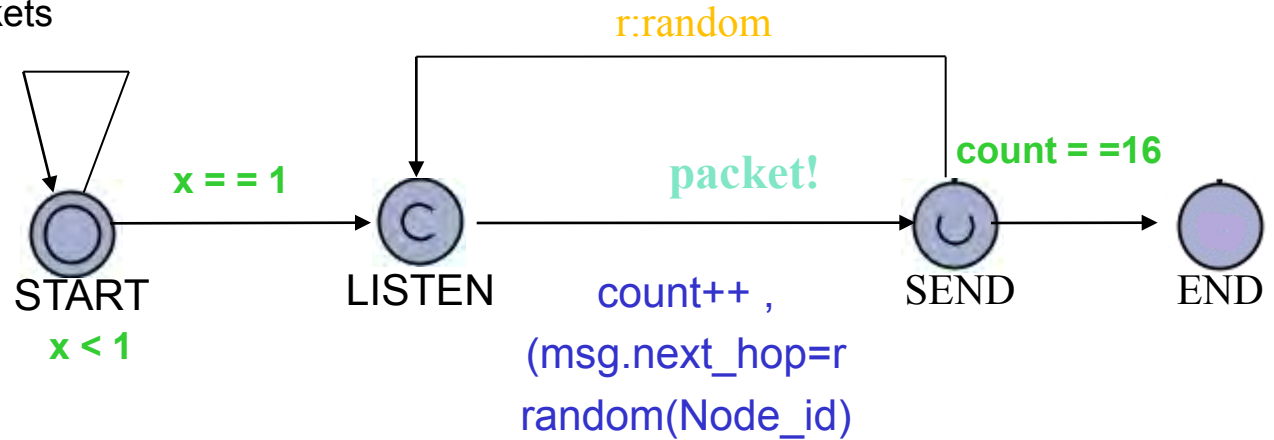 r:random
x = = 1
packet!
count = =16
START
LISTEN
SEND
END
x < 1
count++ ,
(msg.next_hop=r
random(Node_id)